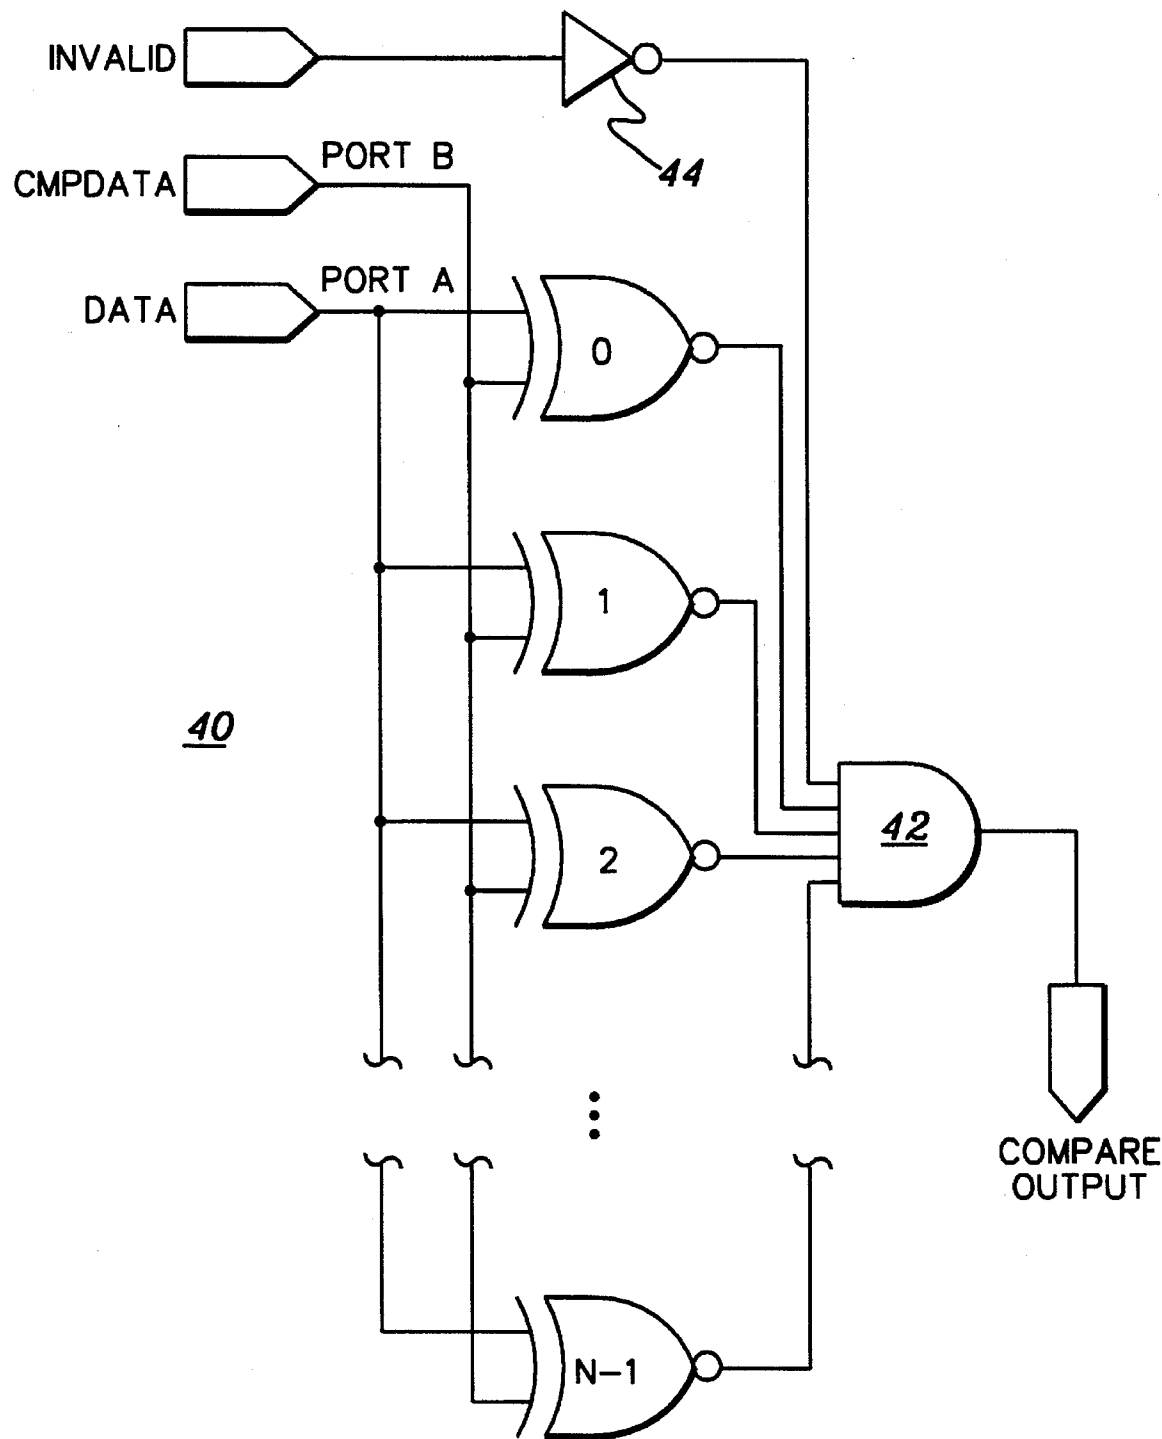 INVALID
44
PORT B
CMPDATA
PORT A
DATA
0
1
40
2
42
COMPARE
OUTPUT
N-1